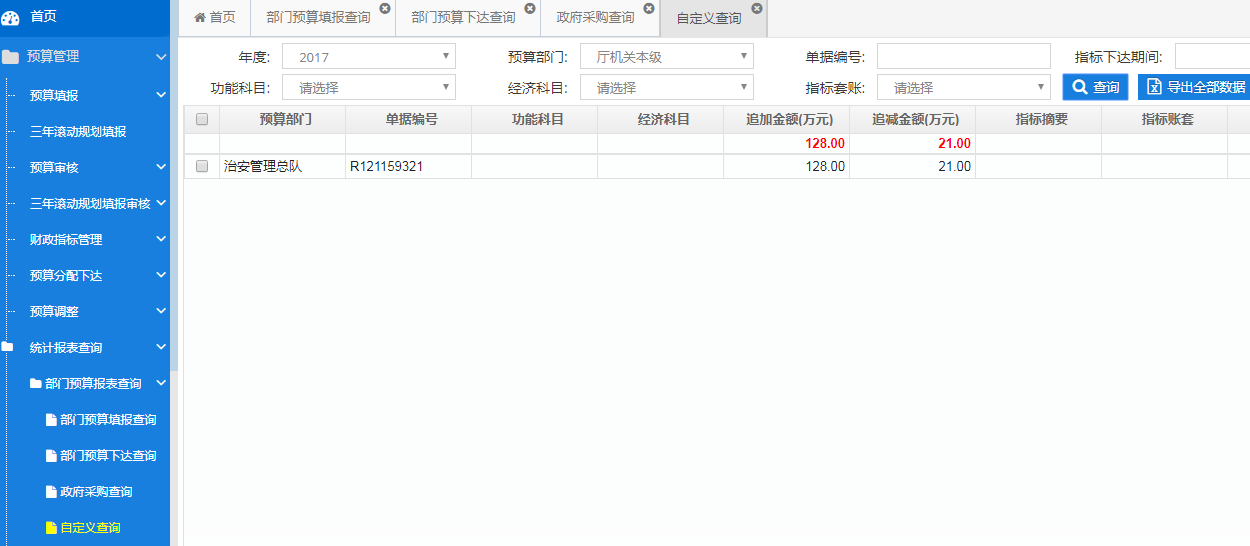 首页
预算管理
预算填报
三年滚动规划填报
预算审核
三年滚动规划填报审核
财政指标管理
预算分配下达
预算调整
统计报表查询
部门预算报表查询
部门预算填报查询
部门预算下达查询
政府采购查询
自定义查询
首页 部门预算填报查询 部门预算下达查询 政府采购查询 自定义查询
年度: 2017 预算部门: 厅机关本级 单据编号: 指标下达期间:
功能科目: 请选择 经济科目: 请选择 指标套账: 请选择 查询 导出全部数据
预算部门 单据编号 功能科目 经济科目 追加金额(万元) 追减金额(万元) 指标摘要 指标账套
128.00 21.00
治安管理总队 R121159321 128.00 21.00